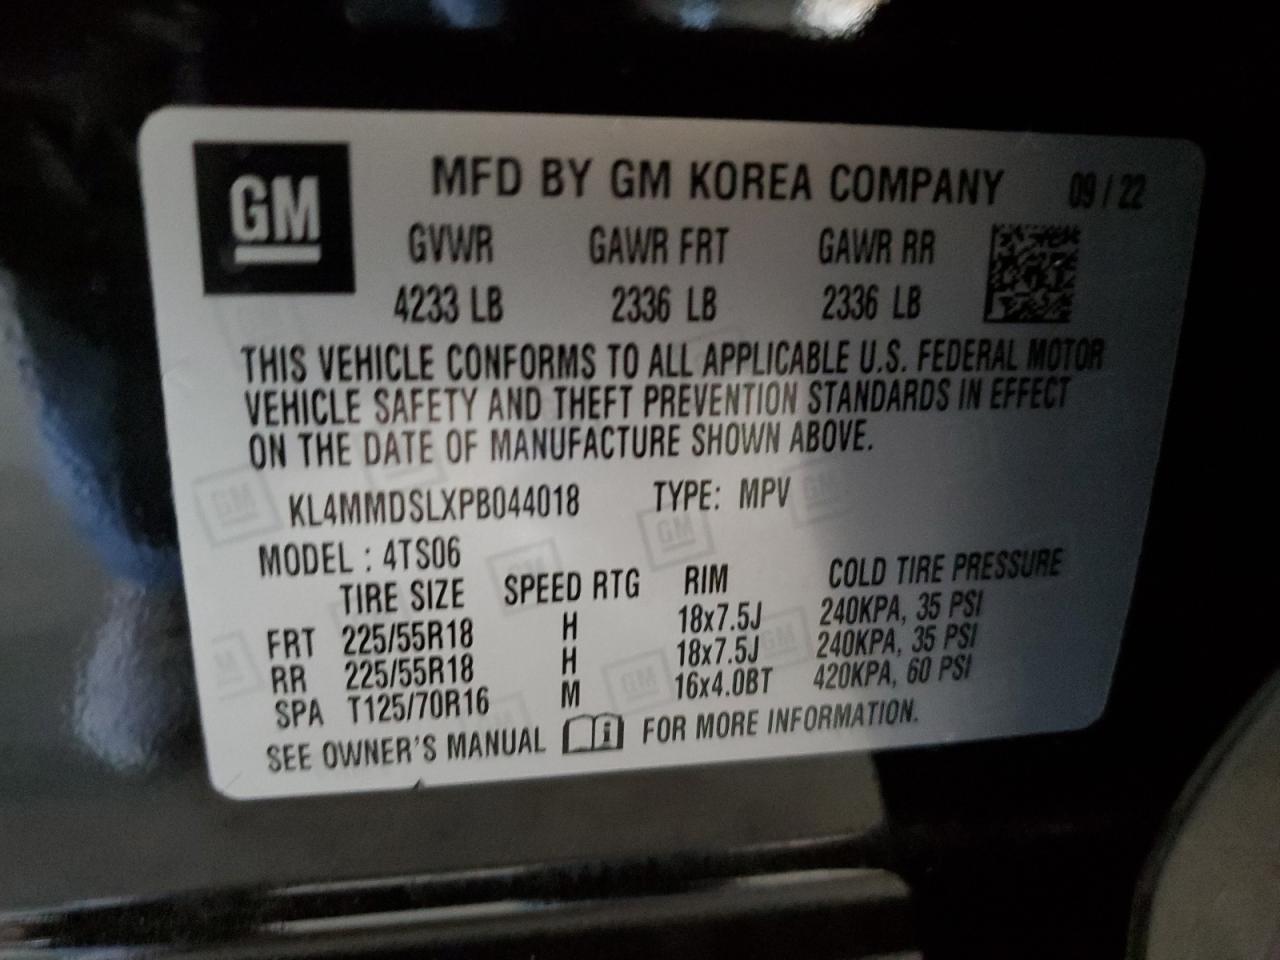 GM
MFD BY GM KOREA COMPANY 09 / 22
GVWR GAWR FRT GAWR RR
4233 LB 2336 LB 2336 LB
THIS VEHICLE CONFORMS TO ALL APPLICABLE U.S. FEDERAL MOTOR
VEHICLE SAFETY AND THEFT PREVENTION STANDARDS IN EFFECT
ON THE DATE OF MANUFACTURE SHOWN ABOVE.
KL4MMDSLXPB044018 TYPE: MPV
MODEL : 4TS06
TIRE SIZE SPEED RTG RIM COLD TIRE PRESSURE
FRT 225/55R18 H 18x7.5J 240KPA, 35 PSI
RR 225/55R18 H 18x7.5J 240KPA, 35 PSI
SPA T125/70R16 M 16x4.0BT 420KPA, 60 PSI
SEE OWNER'S MANUAL i FOR MORE INFORMATION.